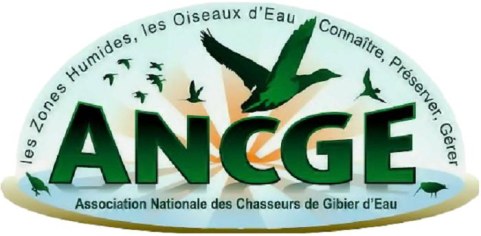 les Zones Humides, les Oiseaux d'Eau Connaître, Préserver, Gérer
ANCGE
Association Nationale des Chasseurs de Gibier d'Eau